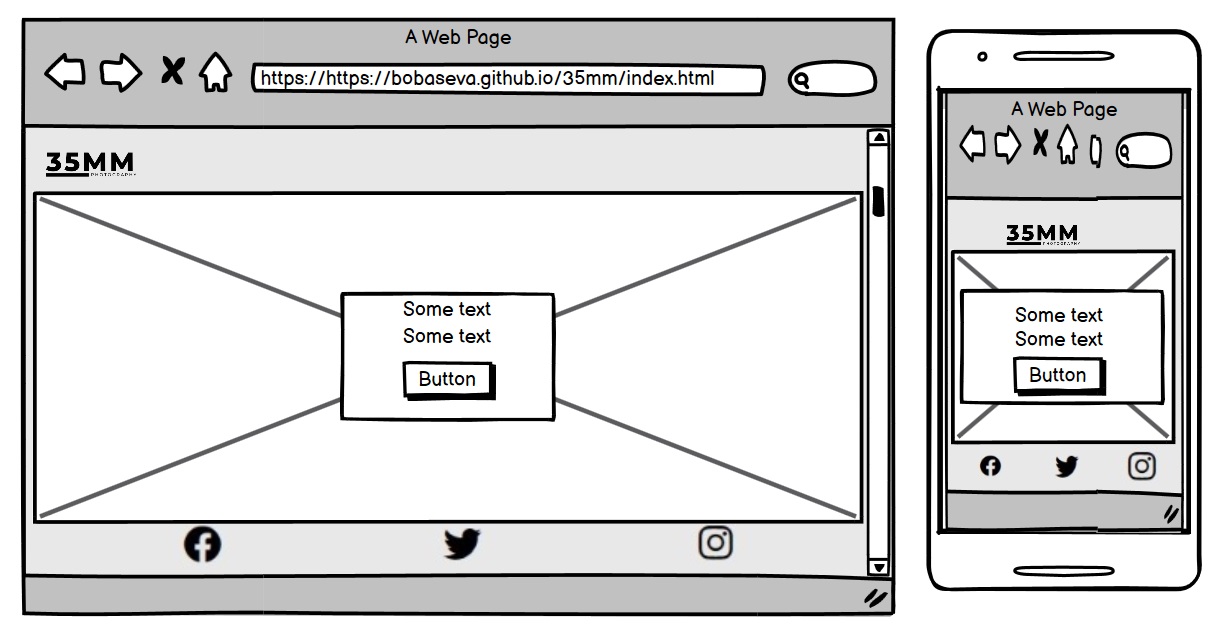 A Web Page
https://https://bobaseva.github.io/35mm/index.html
35MM
PHOTOGRAPHY
Some text
Some text
Button
A Web Page
35MM
PHOTOGRAPHY
Some text
Some text
Button